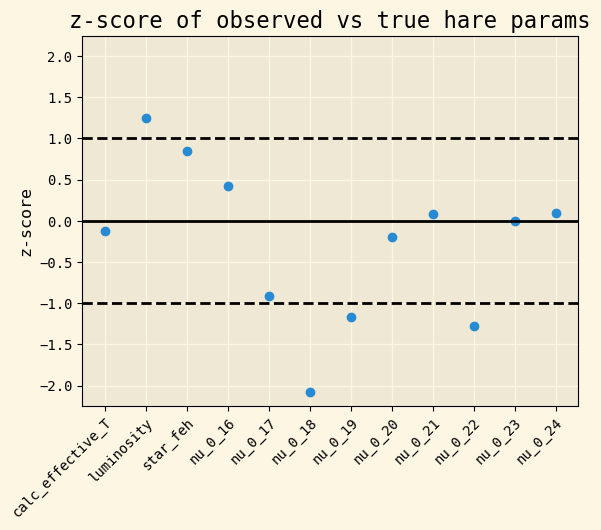 z-score of observed vs true hare params
z-score
2.0
1.5
1.0
0.5
0.0
−0.5
−1.0
−1.5
−2.0
calc_effective_T
luminosity
star_feh
nu_0_16
nu_0_17
nu_0_18
nu_0_19
nu_0_20
nu_0_21
nu_0_22
nu_0_23
nu_0_24